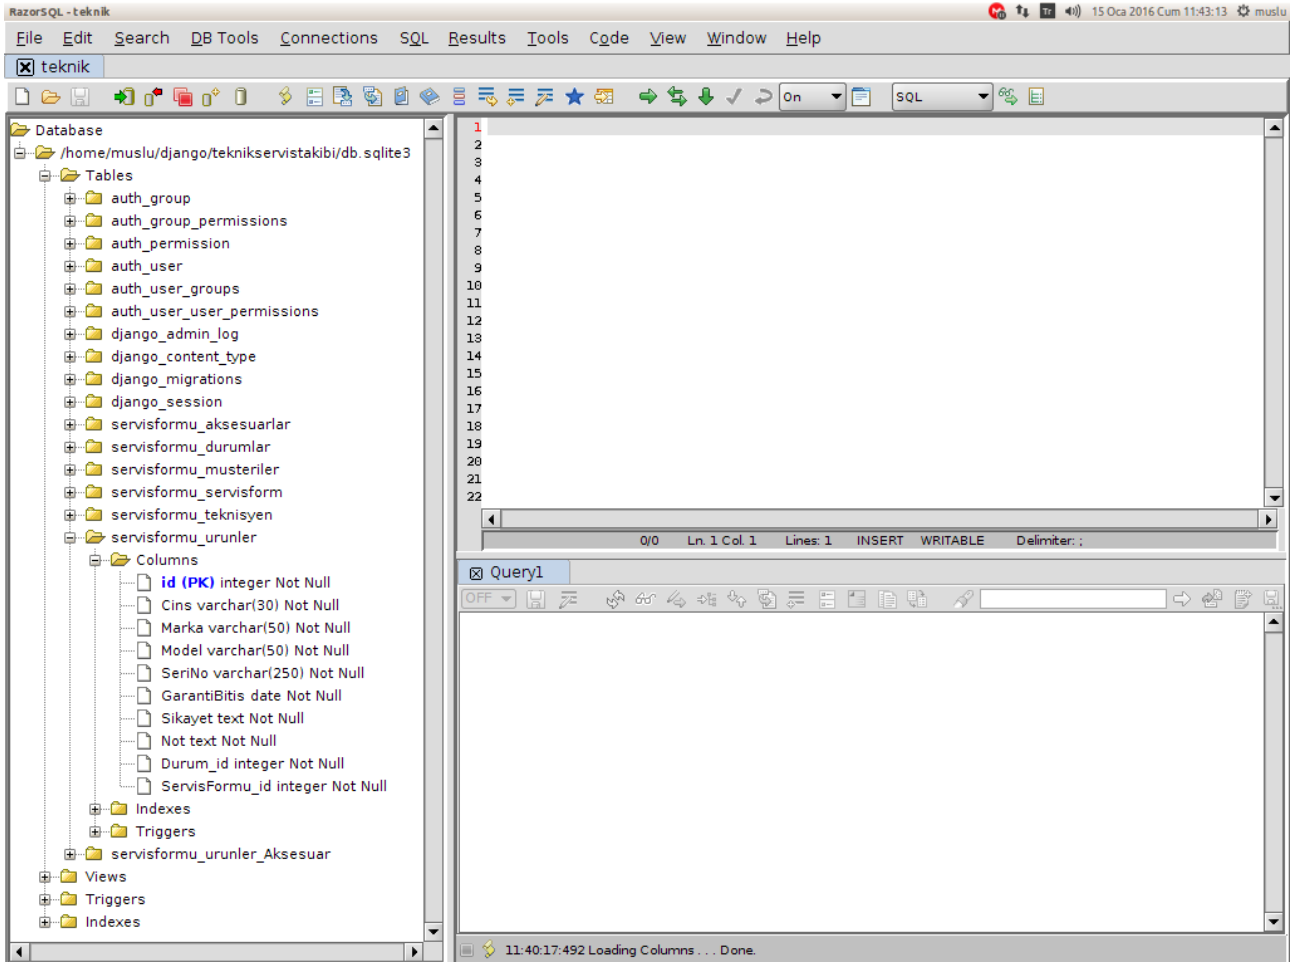 RazorSQL - teknik
Tr 15 Oca 2016 Cum 11:43:13 muslu
File Edit Search DB Tools Connections SQL Results Tools Code View Window Help
teknik
On SQL
Database
/home/muslu/django/teknikservistakibi/db.sqlite3
Tables
auth_group
auth_group_permissions
auth_permission
auth_user
auth_user_groups
auth_user_user_permissions
django_admin_log
django_content_type
django_migrations
django_session
servisformu_aksesuarlar
servisformu_durumlar
servisformu_musteriler
servisformu_servisform
servisformu_teknisyen
servisformu_urunler
Columns
id (PK) integer Not Null
Cins varchar(30) Not Null
Marka varchar(50) Not Null
Model varchar(50) Not Null
SeriNo varchar(250) Not Null
GarantiBitis date Not Null
Sikayet text Not Null
Not text Not Null
Durum_id integer Not Null
ServisFormu_id integer Not Null
Indexes
Triggers
servisformu_urunler_Aksesuar
Views
Triggers
Indexes
1
2
3
4
5
6
7
8
9
10
11
12
13
14
15
16
17
18
19
20
21
22
0/0 Ln. 1 Col. 1 Lines: 1 INSERT WRITABLE Delimiter: ;
Query1
OFF
11:40:17:492 Loading Columns . . . Done.